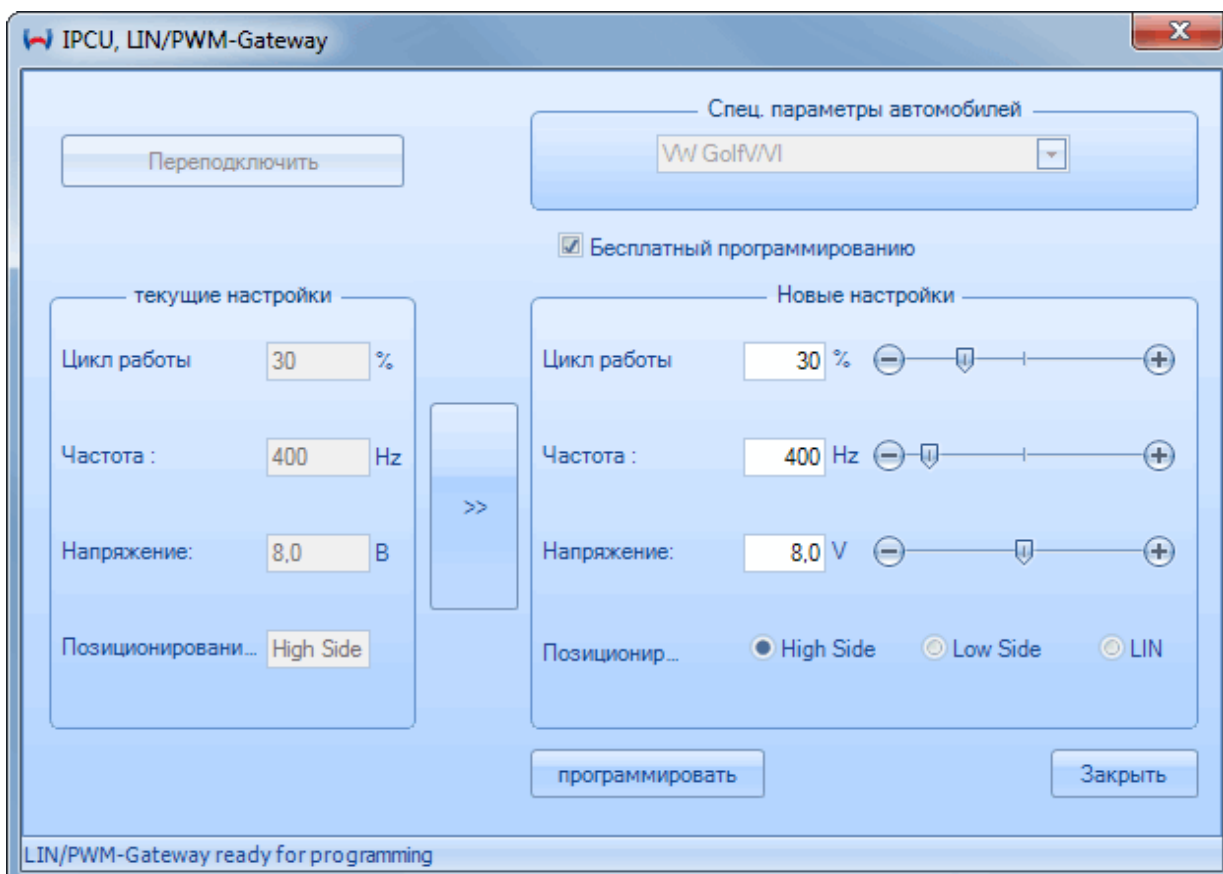 IPCU, LIN/PWM-Gateway
x
Спец. параметры автомобилей
Переподключить
VW GolfV/VI
Бесплатный программированию
текущие настройки
Новые настройки
Цикл работы 30 %
Цикл работы 30 %
Частота : 400 Hz
Частота : 400 Hz
>>
Напряжение: 8,0 В
Напряжение: 8,0 V
Позиционировани... High Side
Позиционир... High Side Low Side LIN
программировать
Закрыть
LIN/PWM-Gateway ready for programming